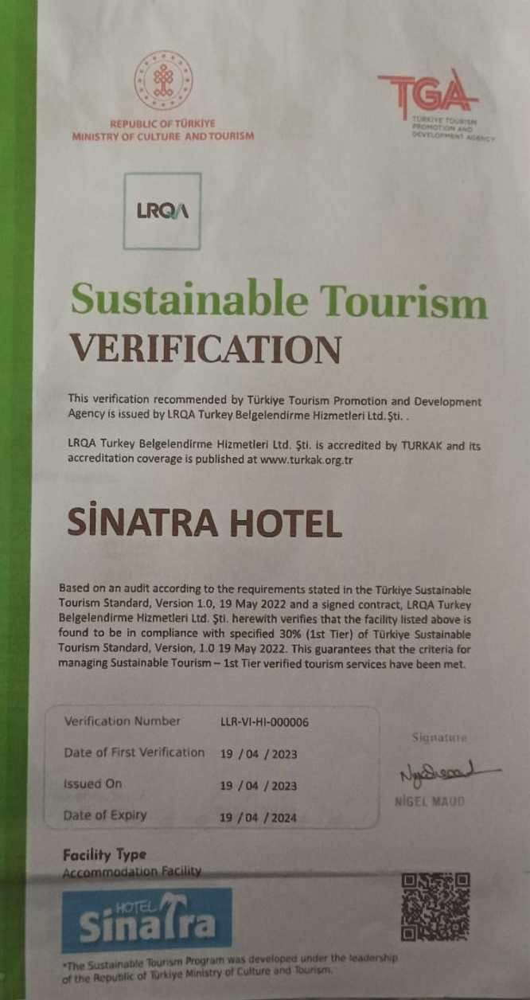 REPUBLIC OF TÜRKİYE
MINISTRY OF CULTURE AND TOURISM
TGA
TÜRKİYE TOURISM
PROMOTION AND
DEVELOPMENT AGENCY
LRQA
Sustainable Tourism
VERIFICATION
This verification recommended by Türkiye Tourism Promotion and Development
Agency is issued by LRQA Turkey Belgelendirme Hizmetleri Ltd. Şti. .
LRQA Turkey Belgelendirme Hizmetleri Ltd. Şti. is accredited by TURKAK and its
accreditation coverage is published at www.turkak.org.tr
SİNATRA HOTEL
Based on an audit according to the requirements stated in the Türkiye Sustainable
Tourism Standard, Version 1.0, 19 May 2022 and a signed contract, LRQA Turkey
Belgelendirme Hizmetleri Ltd. Şti. herewith verifies that the facility listed above is
found to be in compliance with specified 30% (1st Tier) of Türkiye Sustainable
Tourism Standard, Version, 1.0 19 May 2022. This guarantees that the criteria for
managing Sustainable Tourism – 1st Tier verified tourism services have been met.
Verification Number LLR-VI-HI-000006
Date of First Verification 19 / 04 / 2023
Issued On 19 / 04 / 2023
Date of Expiry 19 / 04 / 2024
Signature
NİGEL MAUD
Facility Type
Accommodation Facility
HOTEL
Sinatra
*The Sustainable Tourism Program was developed under the leadership
of the Republic of Türkiye Ministry of Culture and Tourism.